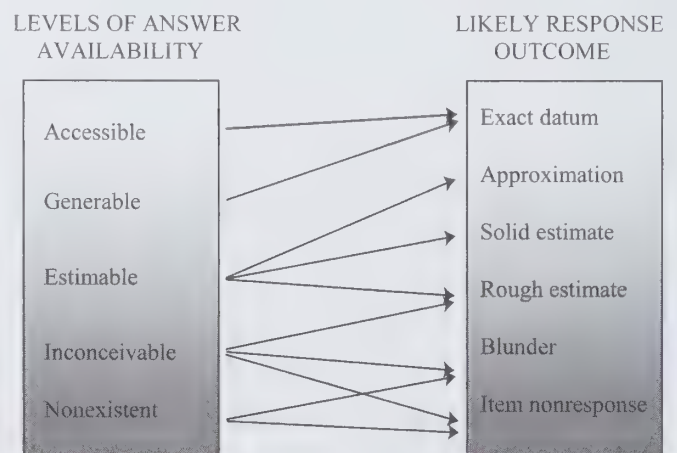 LEVELS OF ANSWER
AVAILABILITY
Accessible
Generable
Estimable
Inconceivable
Nonexistent
LIKELY RESPONSE
OUTCOME
Exact datum
Approximation
Solid estimate
Rough estimate
Blunder
Item nonresponse